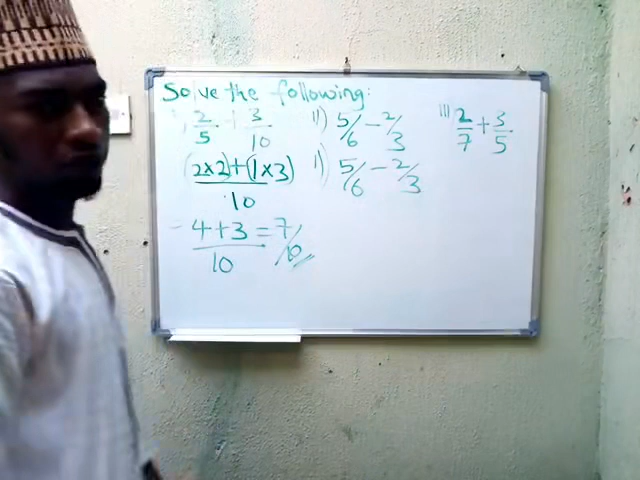 Solve the following:
i) 2/5 + 3/10
(2x2)+(1x3)/10
= 4+3/10 = 7/10
ii) 5/6 - 2/3
i) 5/6 - 2/3
iii) 2/7 + 3/5